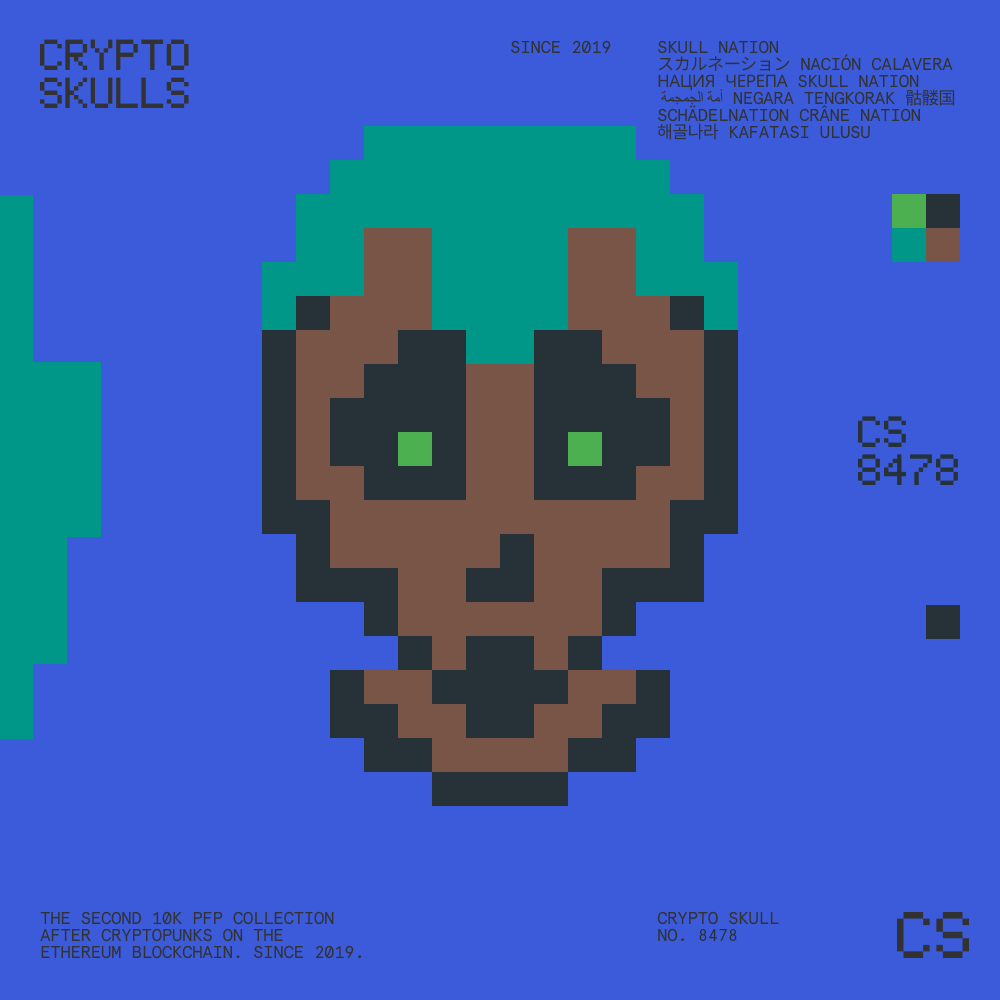 CRYPTO
SKULLS
SINCE 2019
SKULL NATION
スカルネーション NACIÓN CALAVERA
НАЦИЯ ЧЕРЕПА SKULL NATION
أمة الجمجمة NEGARA TENGKORAK 骷髅国
SCHÄDELNATION CRÂNE NATION
해골나라 KAFATASI ULUSU
CS
8478
THE SECOND 10K PFP COLLECTION
AFTER CRYPTOPUNKS ON THE
ETHEREUM BLOCKCHAIN. SINCE 2019.
CRYPTO SKULL
NO. 8478
CS